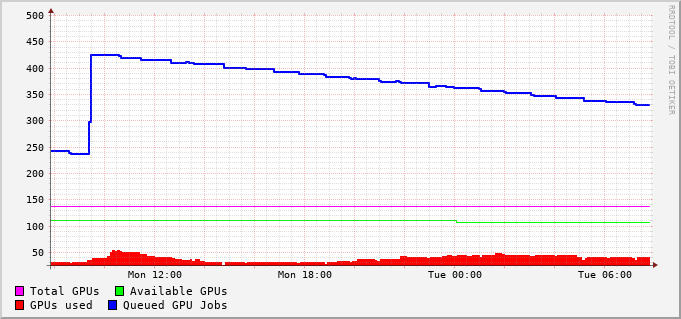 RRDTOOL / TOBI OETIKER
500
450
400
350
300
250
200
150
100
50
Mon 12:00 Mon 18:00 Tue 00:00 Tue 06:00
Total GPUs Available GPUs
GPUs used Queued GPU Jobs